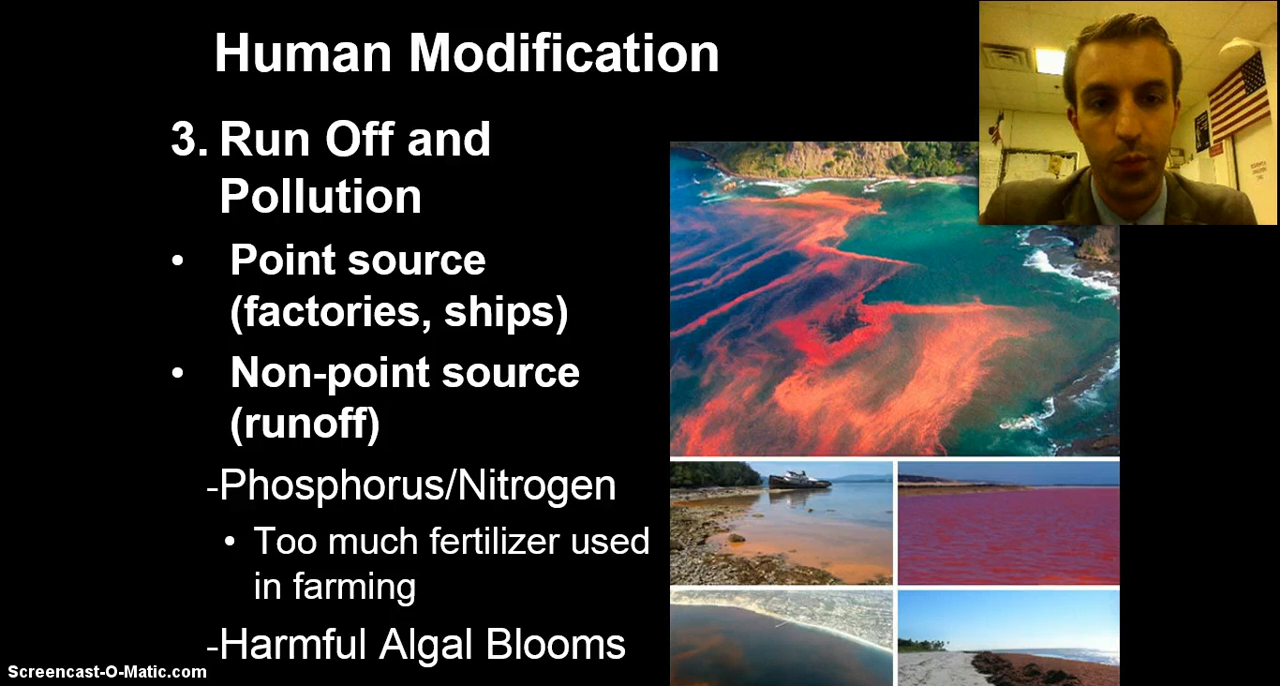 Human Modification
3. Run Off and
Pollution
• Point source
(factories, ships)
• Non-point source
(runoff)
-Phosphorus/Nitrogen
• Too much fertilizer used
in farming
-Harmful Algal Blooms
Screencast-O-Matic.com